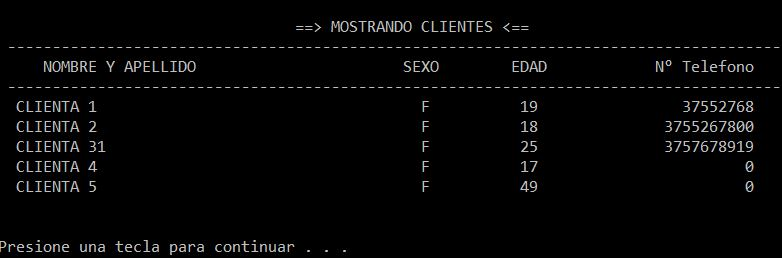 ==> MOSTRANDO CLIENTES <==
--------------------------------------------------------------------------------------
NOMBRE Y APELLIDO SEXO EDAD Nº Telefono
--------------------------------------------------------------------------------------
CLIENTA 1 F 19 37552768
CLIENTA 2 F 18 3755267800
CLIENTA 31 F 25 3757678919
CLIENTA 4 F 17 0
CLIENTA 5 F 49 0
Presione una tecla para continuar . . .